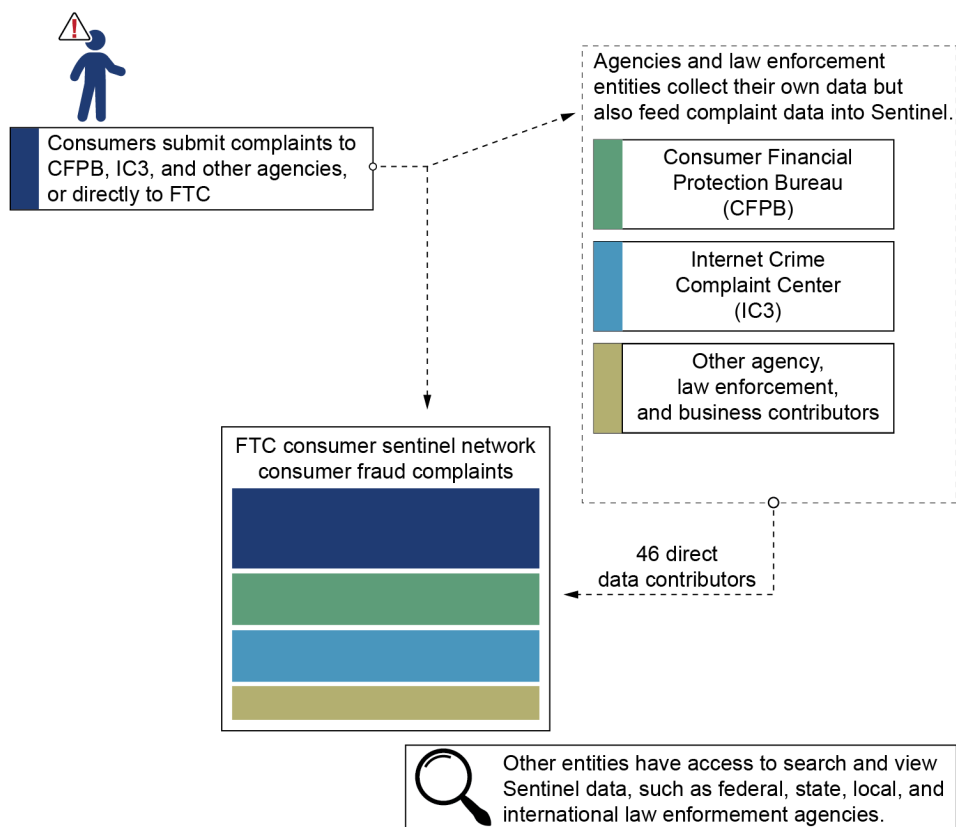 !
Consumers submit complaints to
CFPB, IC3, and other agencies,
or directly to FTC
Agencies and law enforcement
entities collect their own data but
also feed complaint data into Sentinel.
Consumer Financial
Protection Bureau
(CFPB)
Internet Crime
Complaint Center
(IC3)
Other agency,
law enforcement,
and business contributors
FTC consumer sentinel network
consumer fraud complaints
46 direct
data contributors
Other entities have access to search and view
Sentinel data, such as federal, state, local, and
international law enformement agencies.